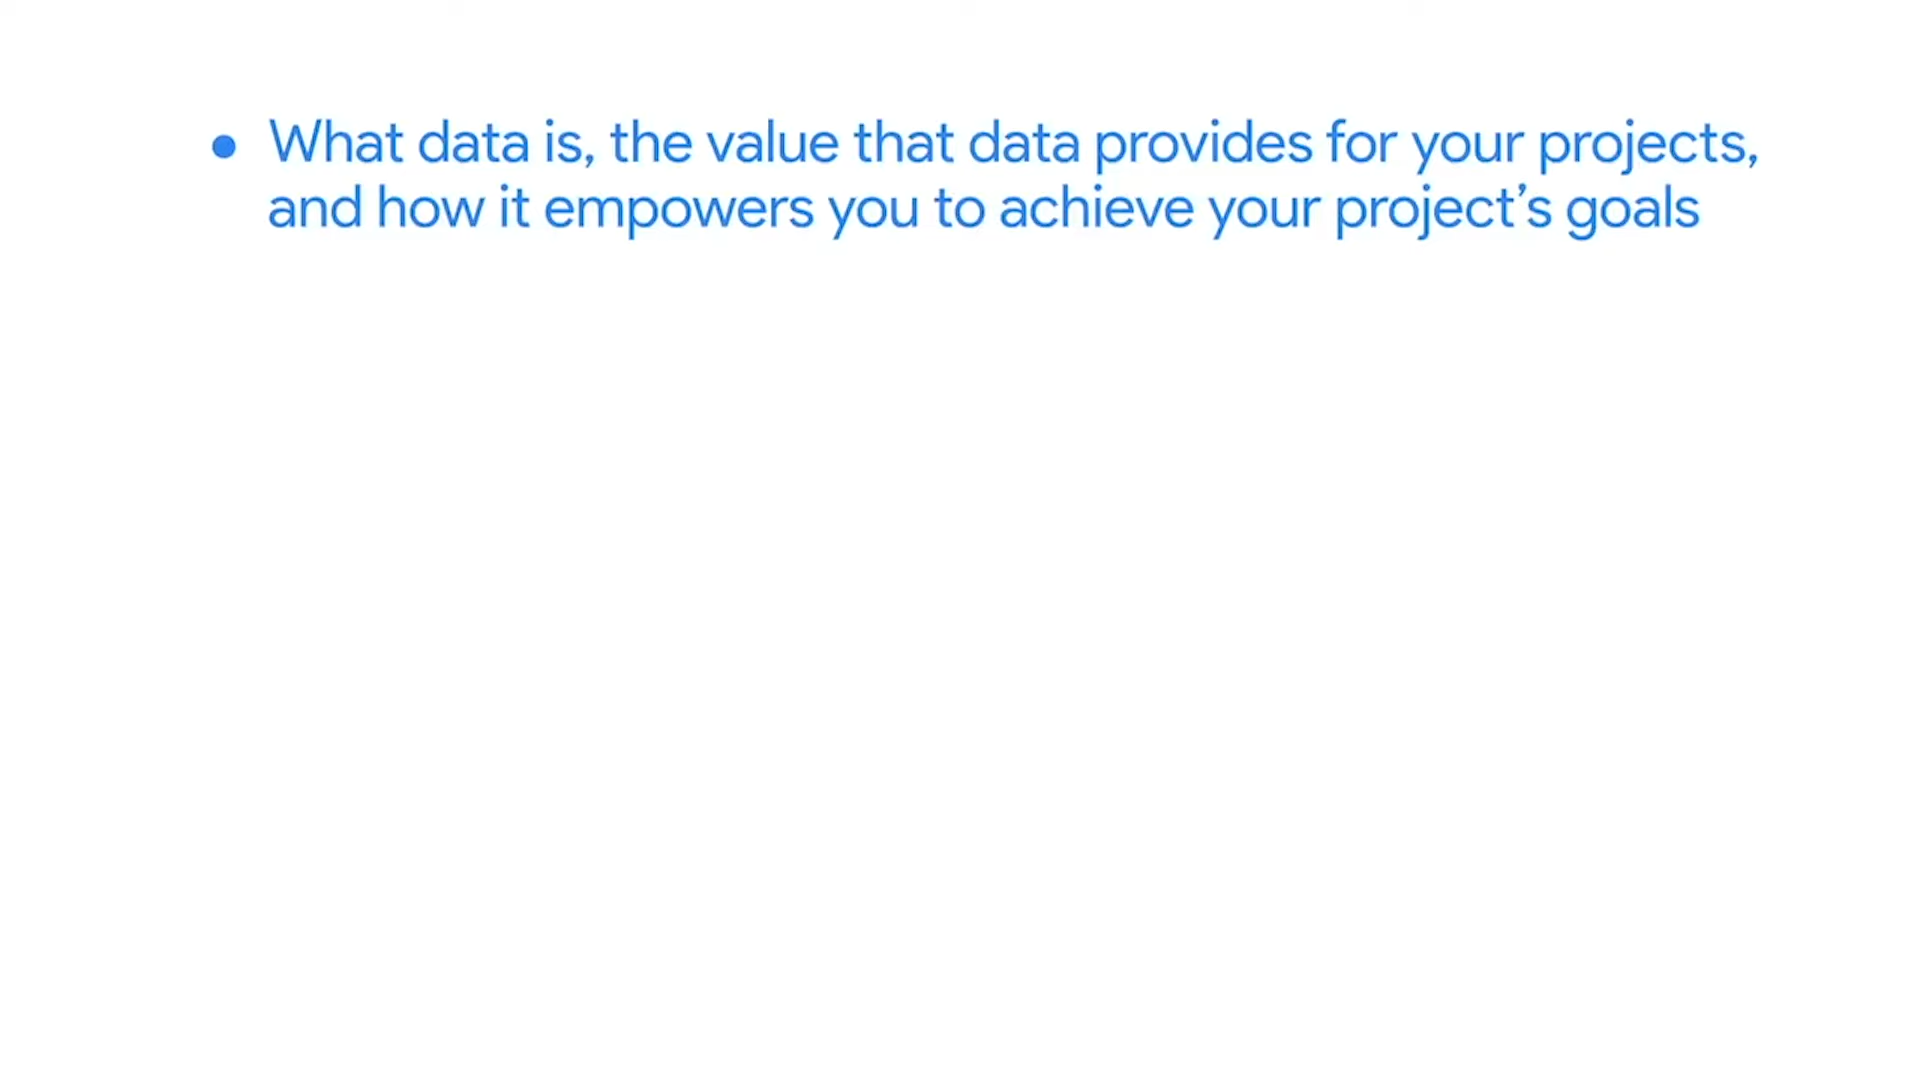 • What data is, the value that data provides for your projects,
and how it empowers you to achieve your project’s goals